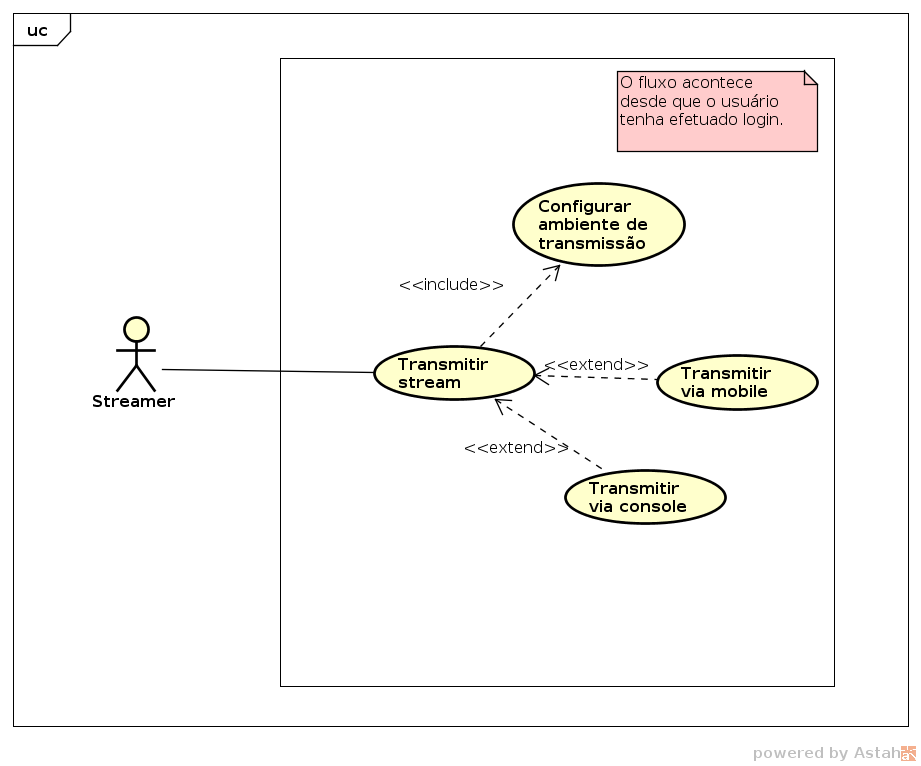 uc
O fluxo acontece
desde que o usuário
tenha efetuado login.
Configurar
ambiente de
transmissão
<<include>>
Transmitir
stream
<<extend>>
Transmitir
via mobile
Streamer
<<extend>>
Transmitir
via console
powered by Astah